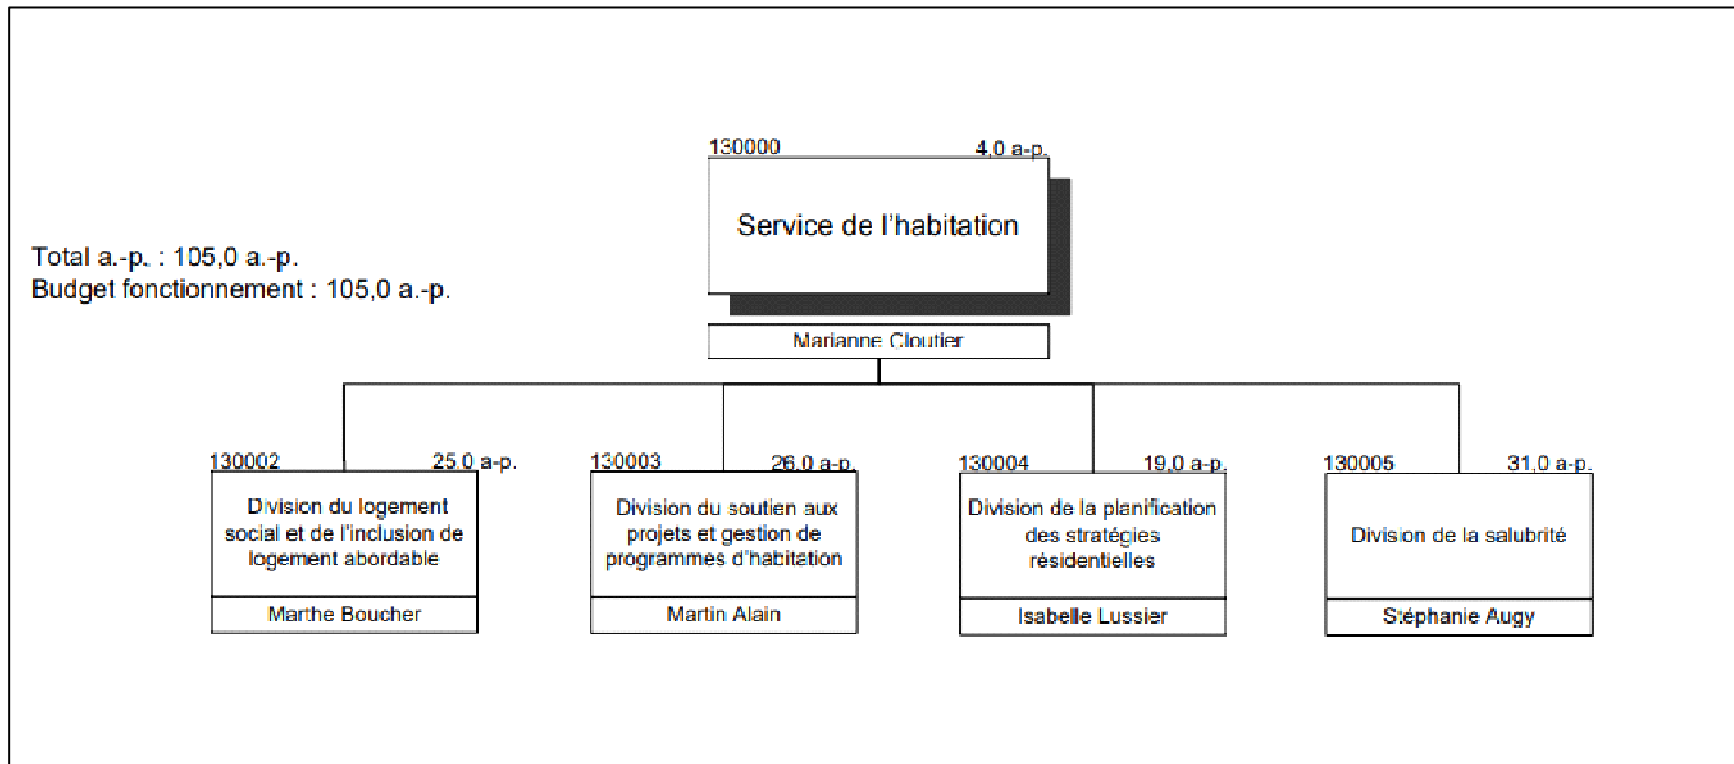 130000 4,0 a-p.
Service de l'habitation
Total a.-p. : 105,0 a.-p.
Budget fonctionnement : 105,0 a.-p.
Marianne Cloutier
130002 25,0 a-p.
Division du logement
social et de l'inclusion de
logement abordable
Marthe Boucher
130003 26,0 a-p.
Division du soutien aux
projets et gestion de
programmes d'habitation
Martin Alain
130004 19,0 a-p.
Division de la planification
des stratégies
résidentielles
Isabelle Lussier
130005 31,0 a-p.
Division de la salubrité
Stéphanie Augy